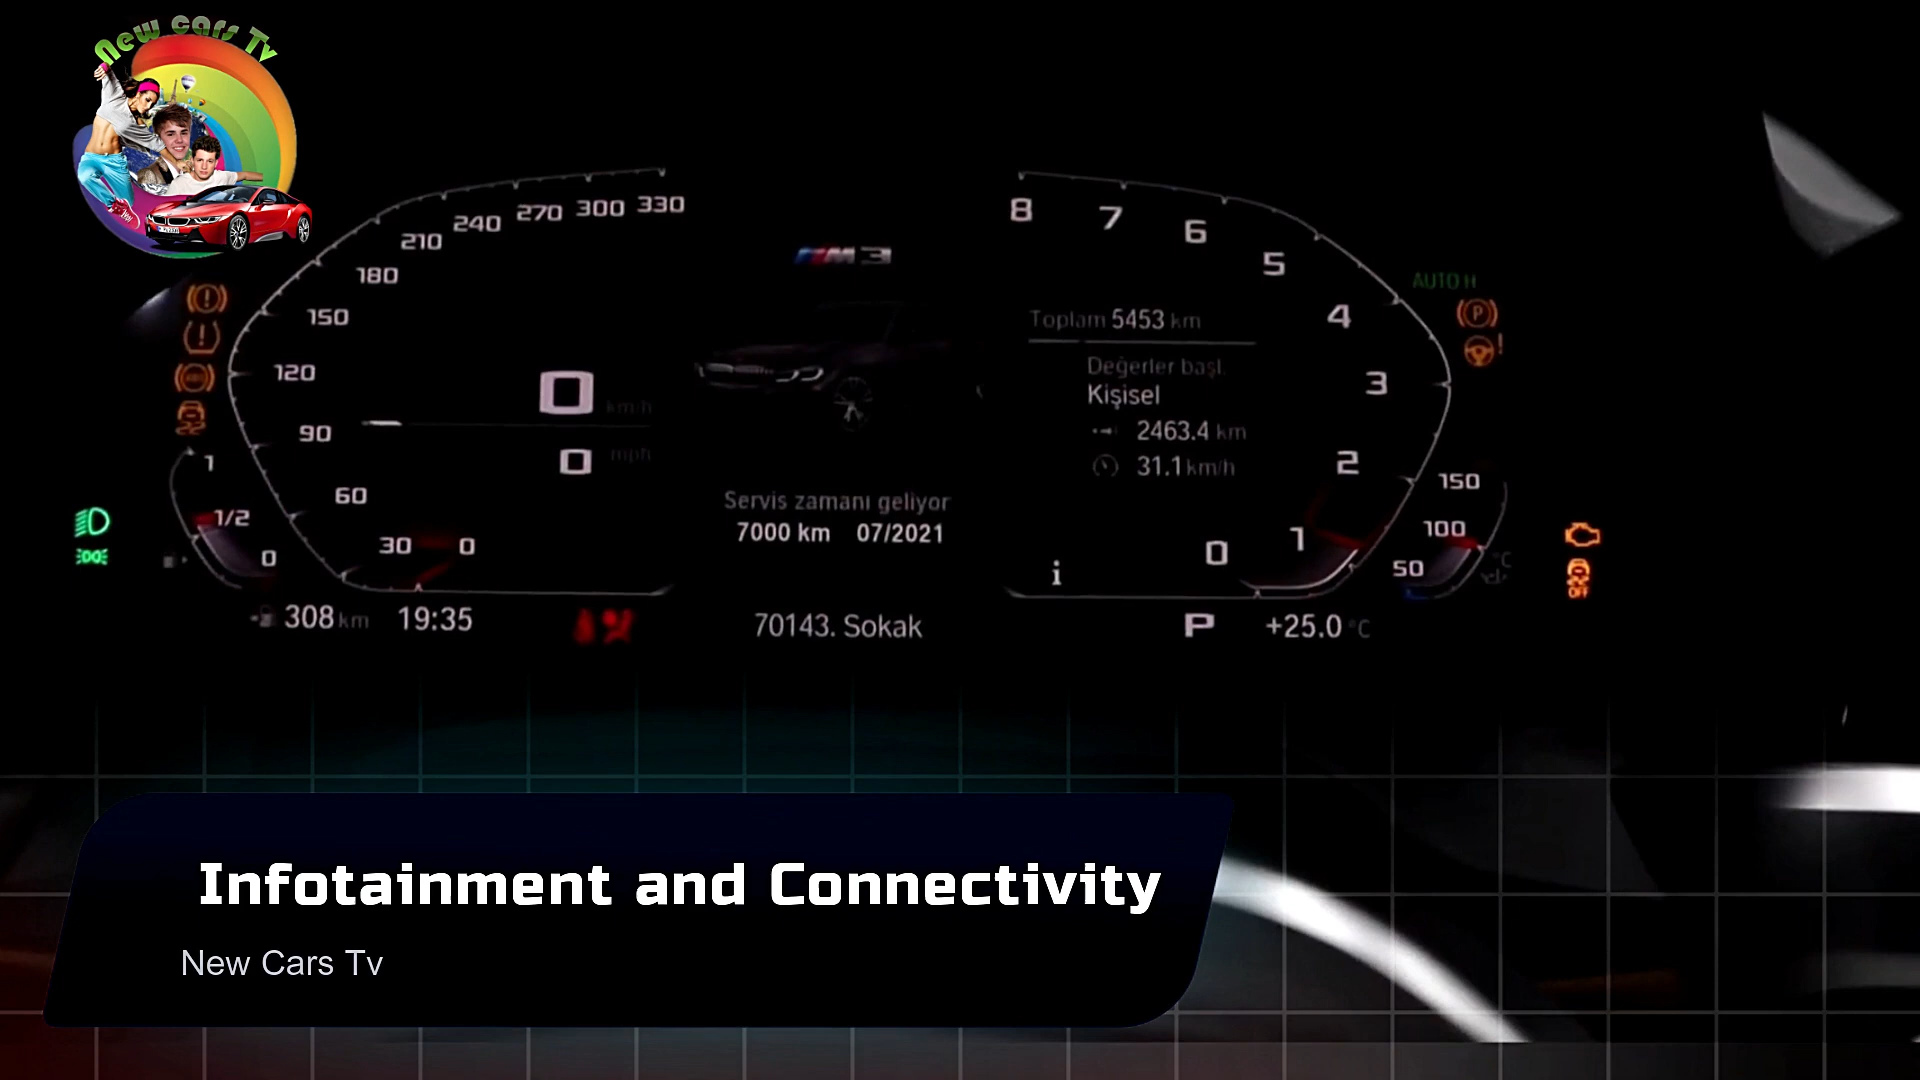 New cars Tv
330
300
270
240
210
180
150
120
90
60
30
0
8
7
6
5
4
3
2
1
0
M3
AUTO H
P
Toplam 5453 km
Değerler başl.
Kişisel
2463.4 km
31.1 km/h
0 km/h
0 mph
Servis zamanı geliyor
7000 km 07/2021
1
1/2
0
150
100
50
°C
i
OFF
308 km 19:35
70143. Sokak
P +25.0 °C
Infotainment and Connectivity
New Cars Tv